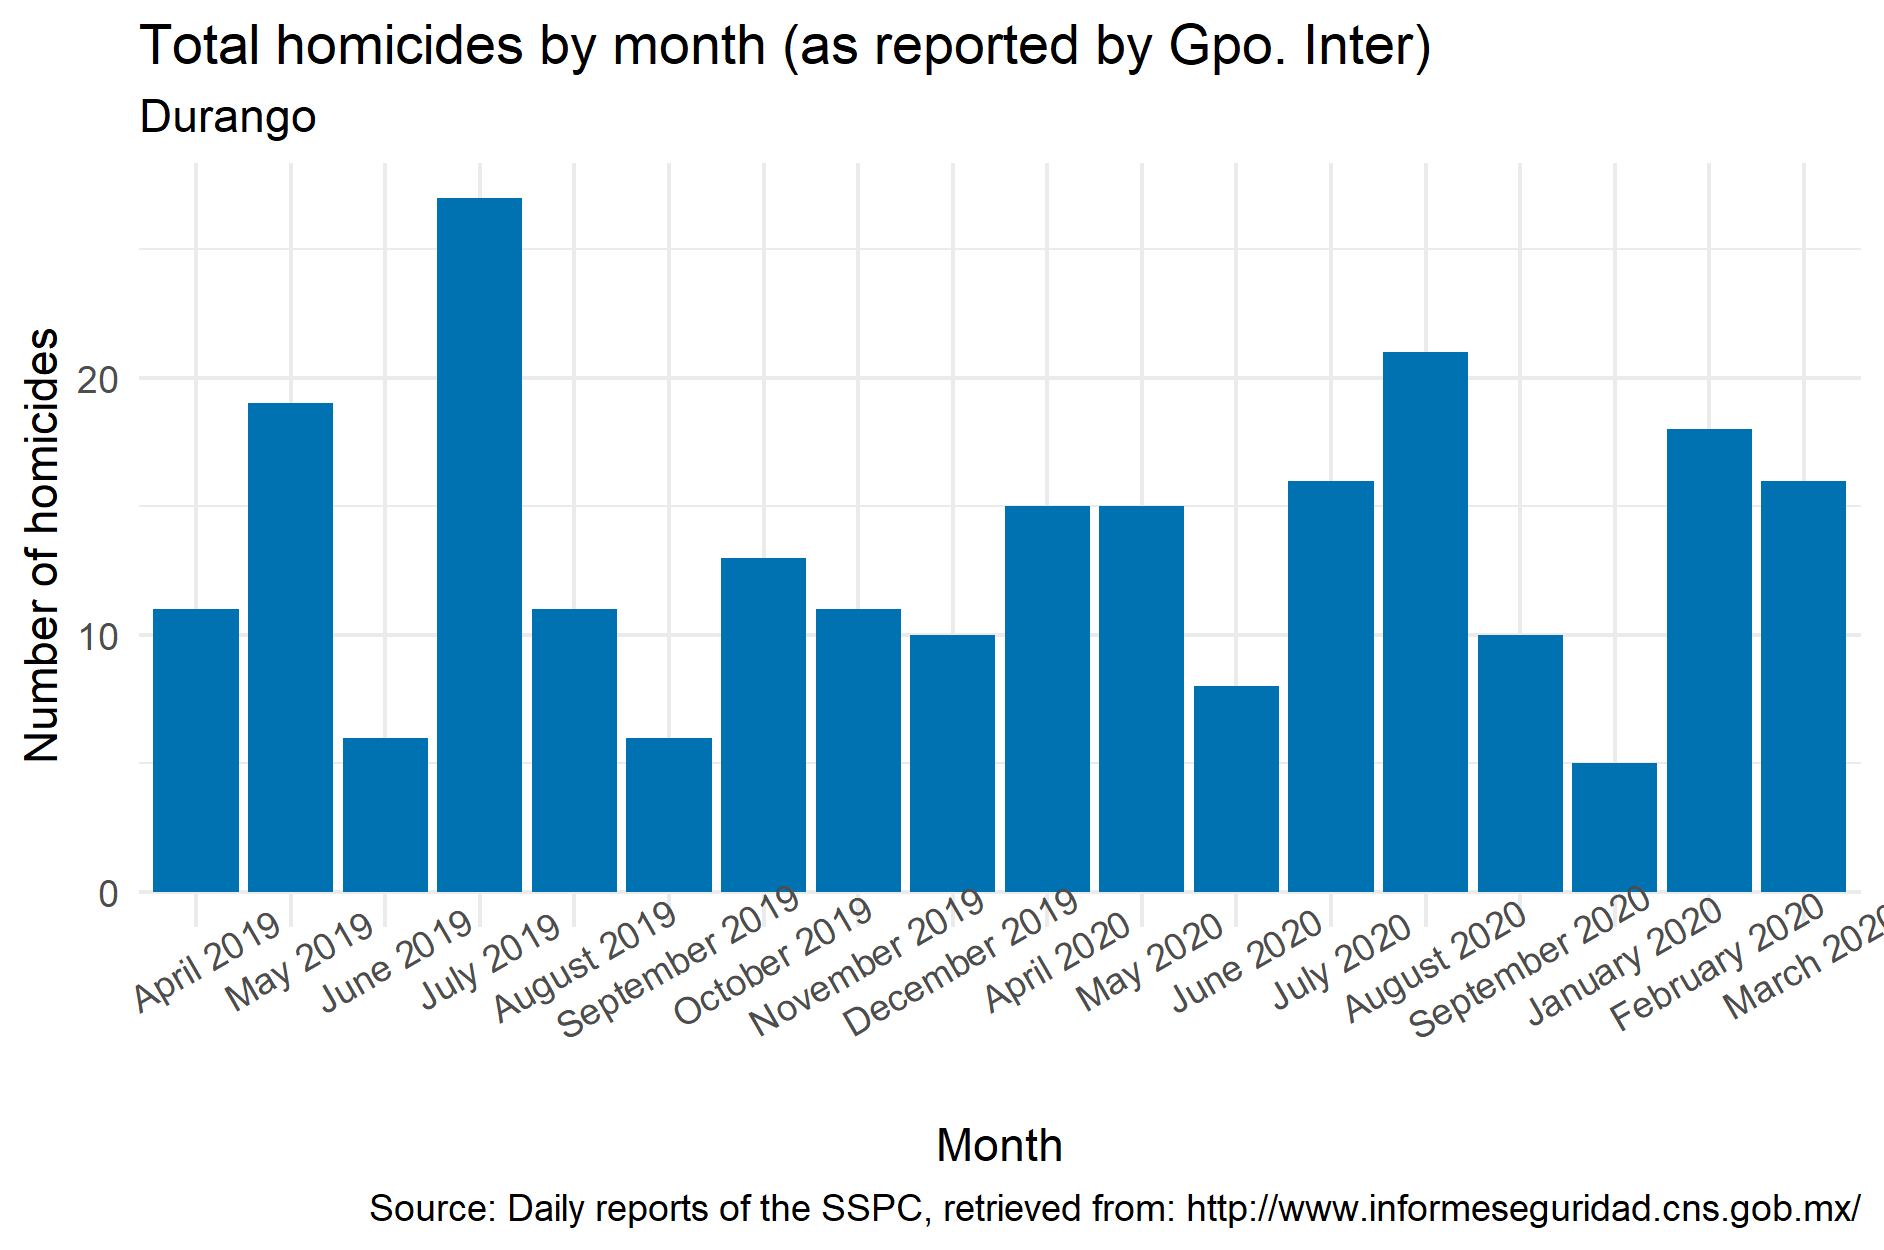 Total homicides by month (as reported by Gpo. Inter)
Durango
Number of homicides
20
10
0
April 2019
May 2019
June 2019
July 2019
August 2019
September 2019
October 2019
November 2019
December 2019
April 2020
May 2020
June 2020
July 2020
August 2020
September 2020
January 2020
February 2020
March 2020
Month
Source: Daily reports of the SSPC, retrieved from: http://www.informeseguridad.cns.gob.mx/